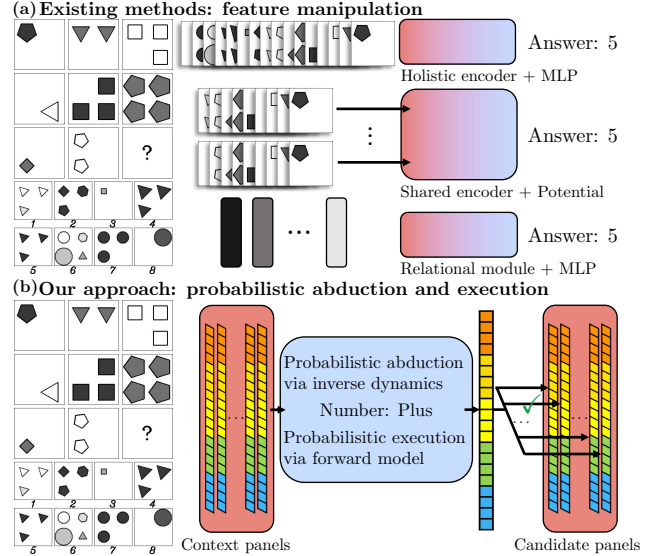 (a) Existing methods: feature manipulation
Answer: 5
Holistic encoder + MLP
Answer: 5
Shared encoder + Potential
?
1 2 3 4
5 6 7 8
...
Answer: 5
Relational module + MLP
(b) Our approach: probabilistic abduction and execution
Probabilistic abduction
via inverse dynamics
Number: Plus
Probabilisitic execution
via forward model
?
1 2 3 4
5 6 7 8
Context panels
Candidate panels